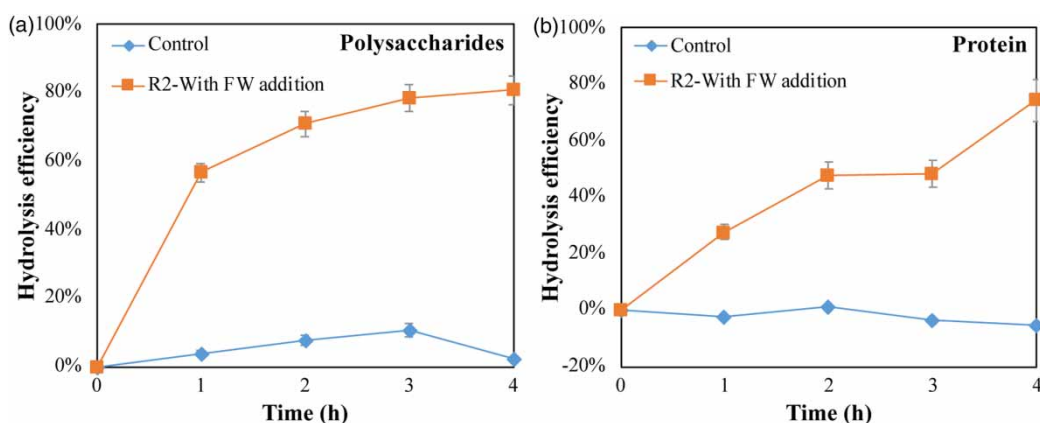 (a)
100%
80%
60%
40%
20%
0%
Hydrolysis efficiency
Control
R2-With FW addition
Polysaccharides
0 1 2 3 4
Time (h)
(b)
100%
80%
60%
40%
20%
0%
-20%
Hydrolysis efficiency
Control
R2-With FW addition
Protein
0 1 2 3 4
Time (h)